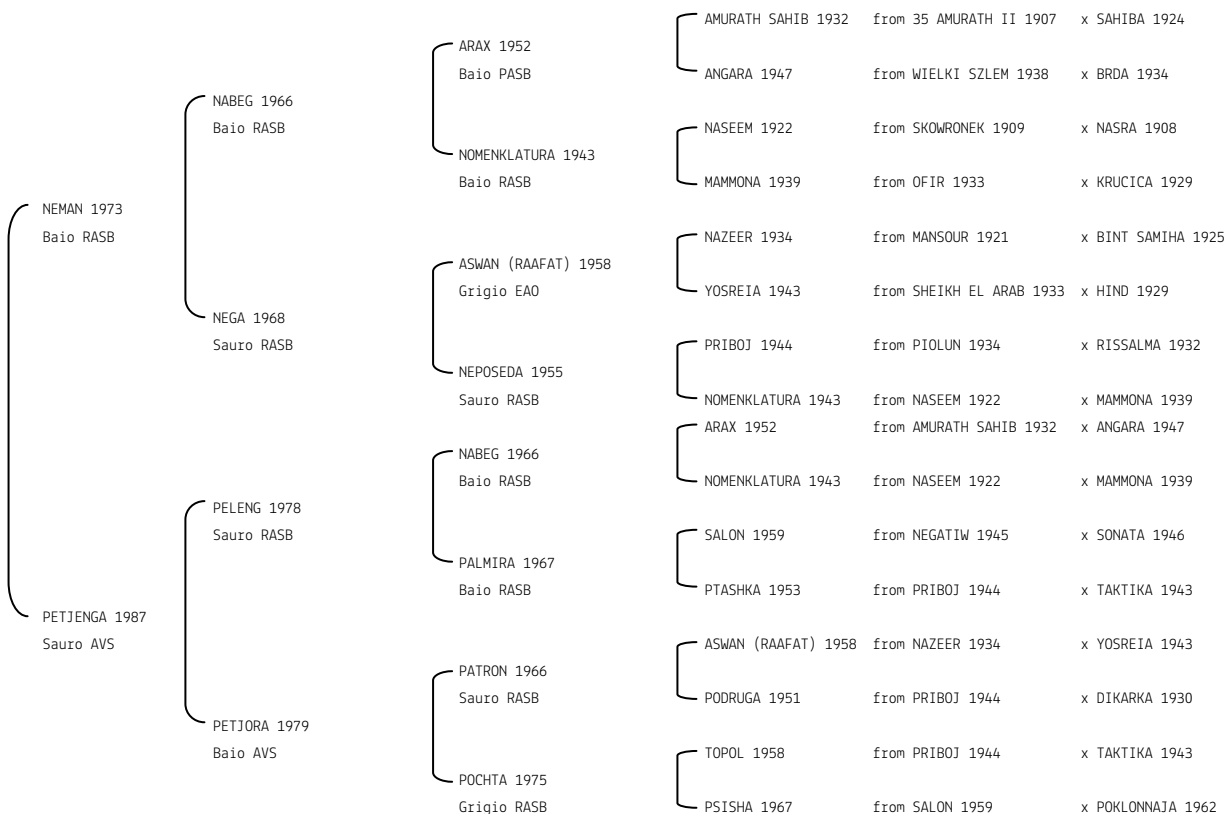 AMURATH SAHIB 1932 from 35 AMURATH II 1907 x SAHIBA 1924
ARAX 1952
Baio PASB
ANGARA 1947 from WIELKI SZLEM 1938 x BRDA 1934
NABEG 1966
Baio RASB
NASEEM 1922 from SKOWRONEK 1909 x NASRA 1908
NOMENKLATURA 1943
Baio RASB
MAMMONA 1939 from OFIR 1933 x KRUCICA 1929
NEMAN 1973
Baio RASB
NAZEER 1934 from MANSOUR 1921 x BINT SAMIHA 1925
ASWAN (RAAFAT) 1958
Grigio EAO
YOSREIA 1943 from SHEIKH EL ARAB 1933 x HIND 1929
NEGA 1968
Sauro RASB
PRIBOJ 1944 from PIOLUN 1934 x RISSALMA 1932
NEPOSEDA 1955
Sauro RASB
NOMENKLATURA 1943 from NASEEM 1922 x MAMMONA 1939
ARAX 1952 from AMURATH SAHIB 1932 x ANGARA 1947
NABEG 1966
Baio RASB
NOMENKLATURA 1943 from NASEEM 1922 x MAMMONA 1939
PELENG 1978
Sauro RASB
SALON 1959 from NEGATIW 1945 x SONATA 1946
PALMIRA 1967
Baio RASB
PTASHKA 1953 from PRIBOJ 1944 x TAKTIKA 1943
PETJENGA 1987
Sauro AVS
ASWAN (RAAFAT) 1958 from NAZEER 1934 x YOSREIA 1943
PATRON 1966
Sauro RASB
PODRUGA 1951 from PRIBOJ 1944 x DIKARKA 1930
PETJORA 1979
Baio AVS
TOPOL 1958 from PRIBOJ 1944 x TAKTIKA 1943
POCHTA 1975
Grigio RASB
PSISHA 1967 from SALON 1959 x POKLONNAJA 1962